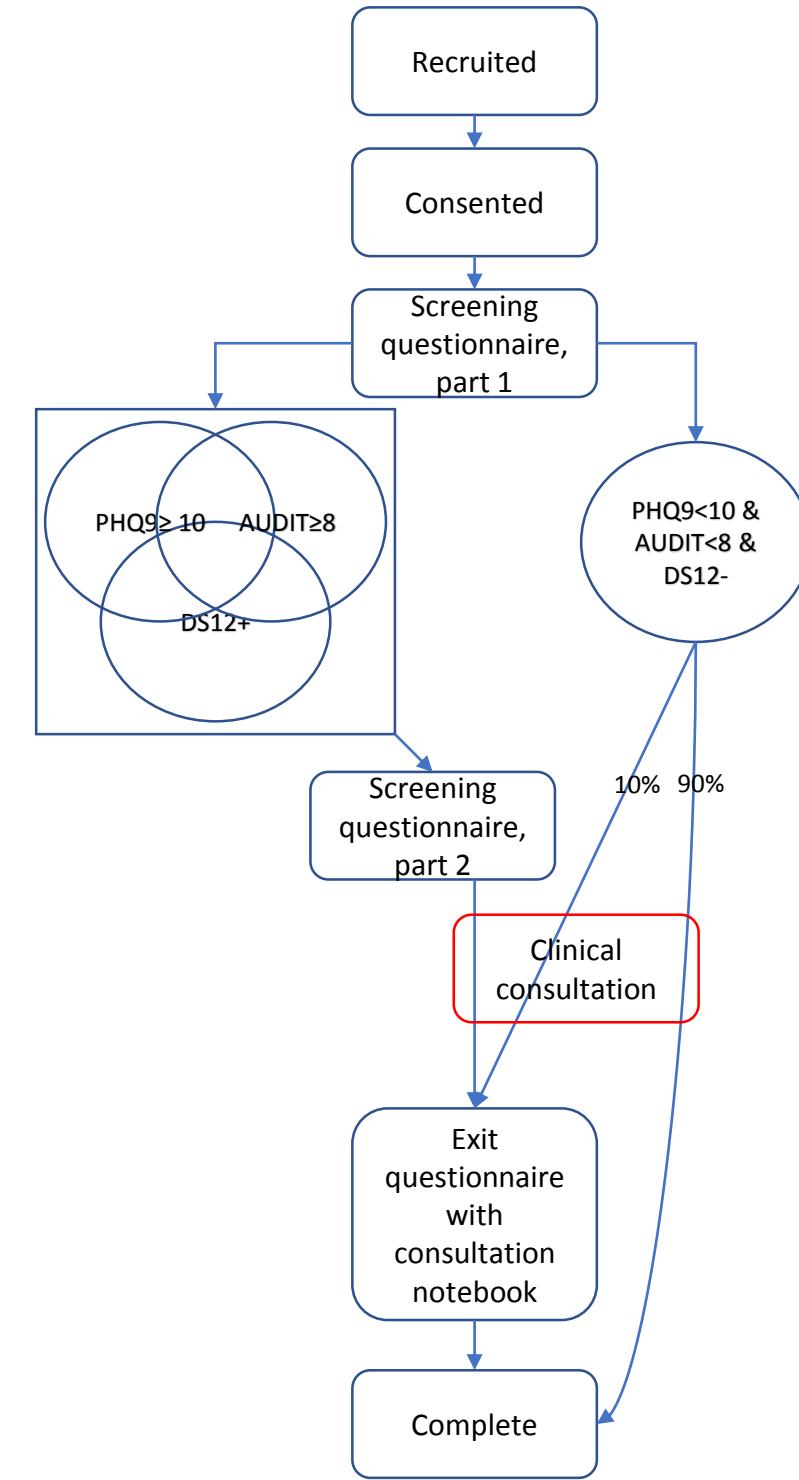 Recruited
Consented
Screening
questionnaire,
part 1
PHQ9≥ 10
AUDIT≥8
DS12+
PHQ9<10 &
AUDIT<8 &
DS12-
Screening
questionnaire,
part 2
10%
90%
Clinical
consultation
Exit
questionnaire
with
consultation
notebook
Complete